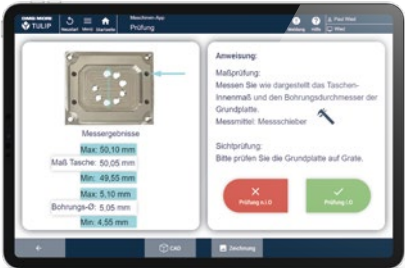 DMG MORI
TULIP
Neustart
Menü
Startseite
Maschinen-App
Prüfung
Hilfe
Paul Wied
Wied
Messergebnisse
Max: 50,10 mm
Maß Tasche: 50,05 mm
Min: 49,55 mm
Max: 5,10 mm
Bohrungs-Ø: 5,05 mm
Min: 4,55 mm
Anweisung:
Maßprüfung:
Messen Sie wie dargestellt das Taschen-
Innenmaß und den Bohrungsdurchmesser der
Grundplatte.
Messmittel: Messschieber
Sichtprüfung:
Bitte prüfen Sie die Grundplatte auf Grate.
Prüfung n.i.O
Prüfung i.O
CAD
Zeichnung